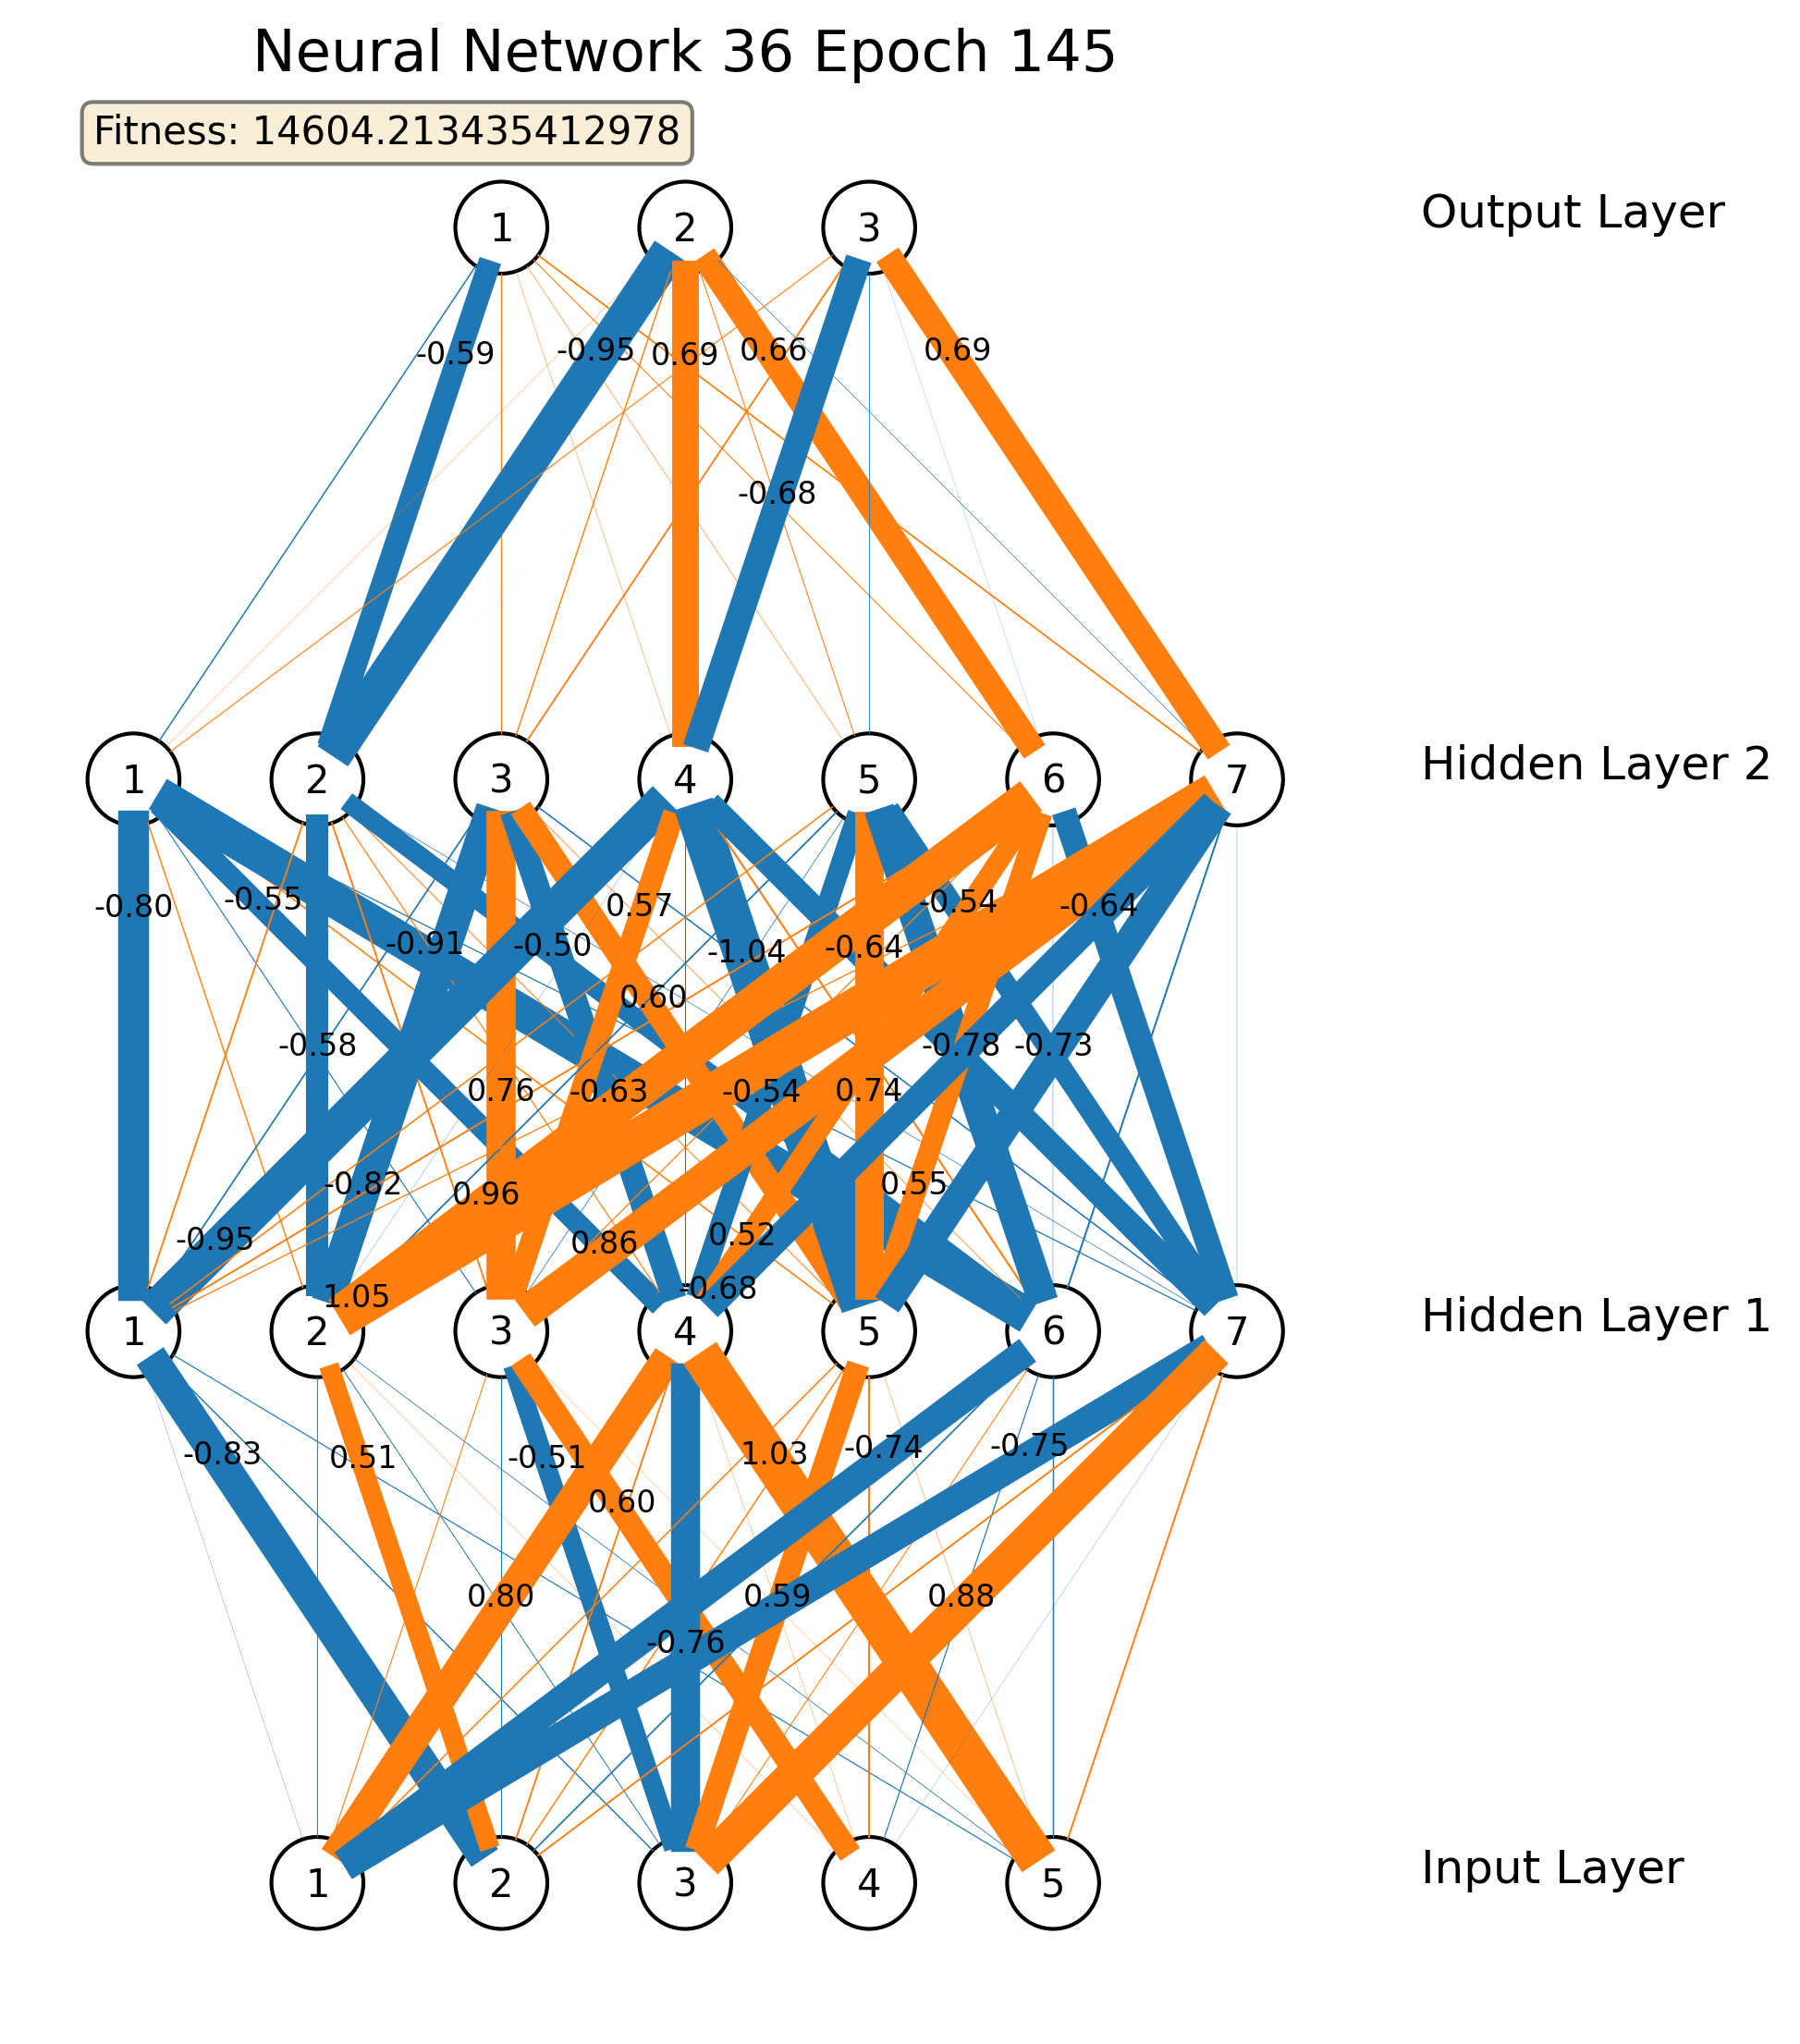 Neural Network 36 Epoch 145
Fitness: 14604.213435412978
1 2 3 Output Layer
-0.59 -0.95 0.69 0.66 0.69
-0.68
1 2 3 4 5 6 7 Hidden Layer 2
-0.80 -0.55 0.57 -0.54 -0.64
-0.91 -0.50 -1.04 -0.64
0.60
-0.58 -0.78 -0.73
0.76 -0.63 -0.54 0.74
-0.82 0.96 0.55
-0.95 0.86 0.52
1.05 -0.68
1 2 3 4 5 6 7 Hidden Layer 1
-0.83 0.51 -0.51 1.03 -0.74 -0.75
0.60
0.80 0.59 0.88
-0.76
1 2 3 4 5 Input Layer